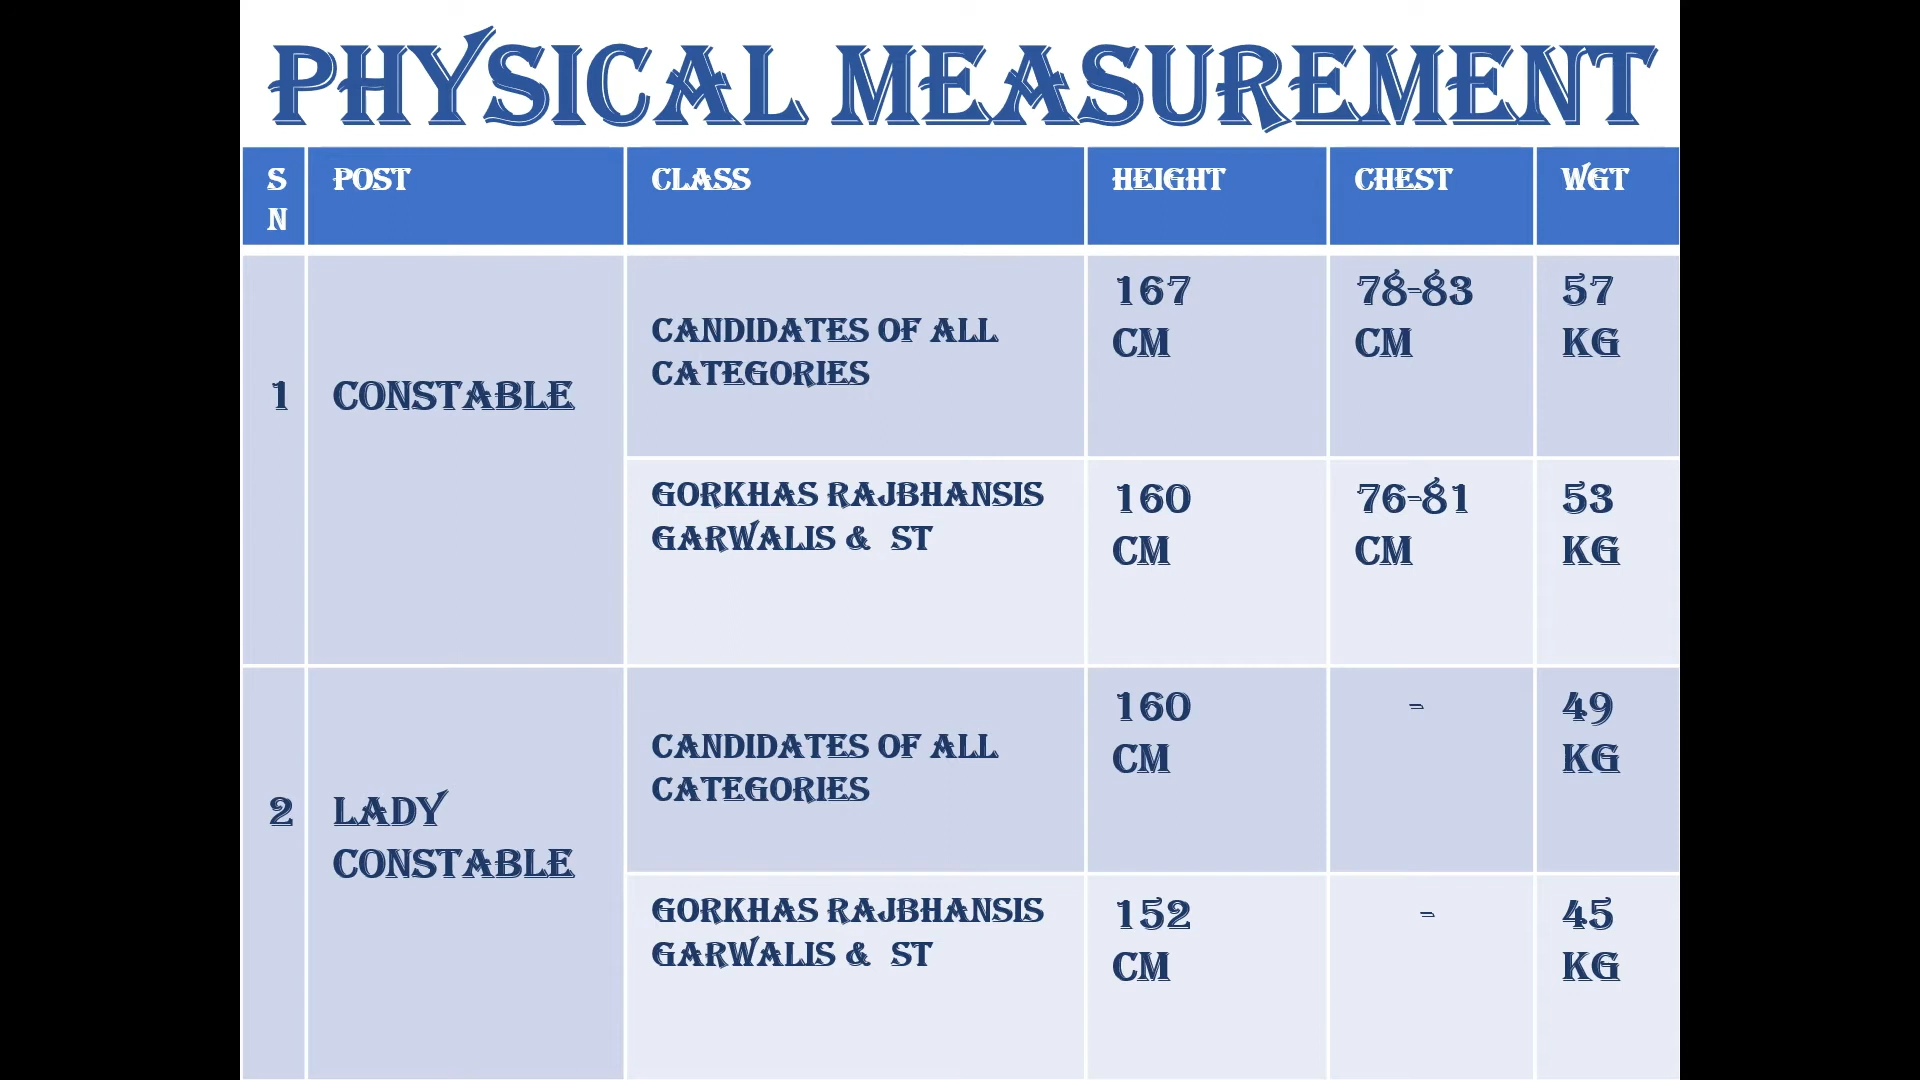 PHYSICAL MEASUREMENT
S
N
POST
CLASS
HEIGHT
CHEST
WGT
1
CONSTABLE
CANDIDATES OF ALL
CATEGORIES
167
CM
78-83
CM
57
KG
GORKHAS RAJBHANSIS
GARWALIS & ST
160
CM
76-81
CM
53
KG
2
LADY
CONSTABLE
CANDIDATES OF ALL
CATEGORIES
160
CM
-
49
KG
GORKHAS RAJBHANSIS
GARWALIS & ST
152
CM
-
45
KG